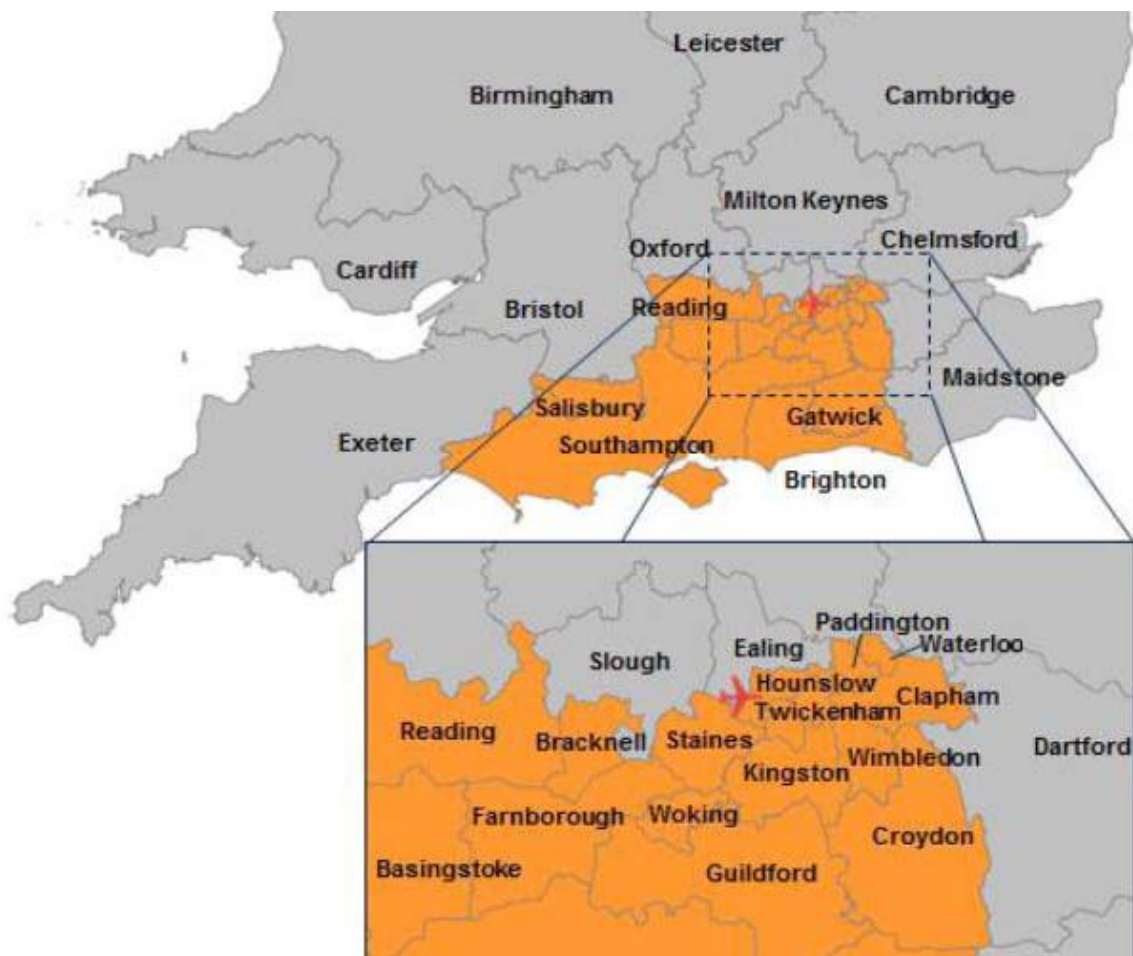 Leicester
Birmingham
Cambridge
Milton Keynes
Oxford
Chelmsford
Cardiff
Bristol
Reading
Maidstone
Salisbury
Gatwick
Exeter
Southampton
Brighton
Paddington
Waterloo
Ealing
Slough
Hounslow
Clapham
Twickenham
Reading
Bracknell
Staines
Dartford
Kingston
Wimbledon
Farnborough
Woking
Croydon
Basingstoke
Guildford